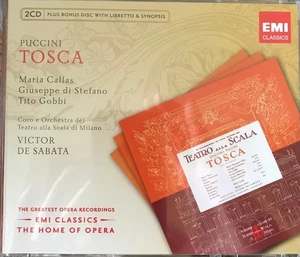 2CD PLUS BONUS DISC WITH LIBRETTO & SYNOPSIS
EMI
CLASSICS
PUCCINI
TOSCA
Maria Callas
Giuseppe di Stefano
Tito Gobbi
Coro e Orchestra del
Teatro alla Scala di Milano
VICTOR
DE SABATA
TEATRO ALLA SCALA
TOSCA
THE GREATEST OPERA RECORDINGS
EMI CLASSICS
THE HOME OF OPERA